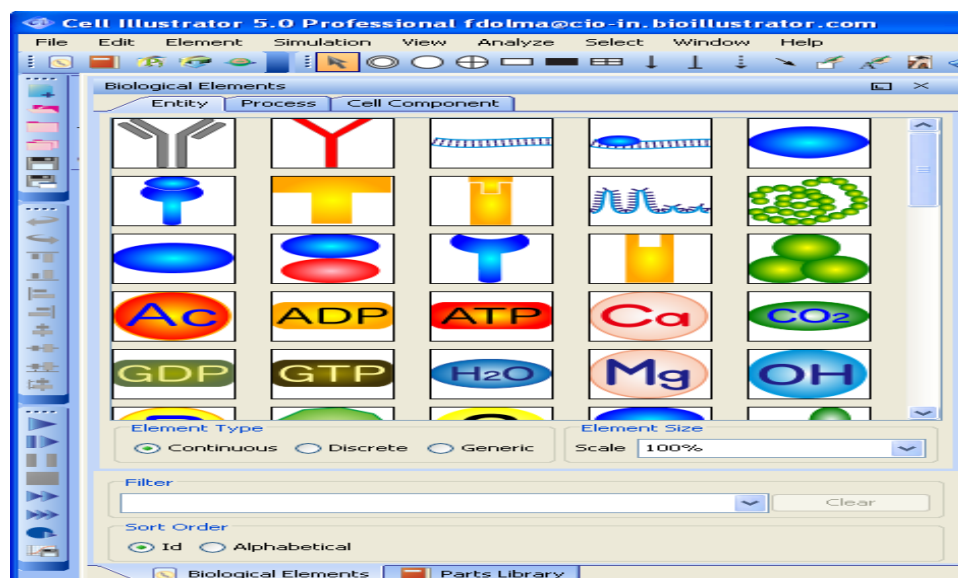 Cell Illustrator 5.0 Professional fdolma@cio-in.bioillustrator.com
File Edit Element Simulation View Analyze Select Window Help
Biological Elements
Entity Process Cell Component
Ac ADP ATP Ca CO2
GDP GTP H2O Mg OH
Element Type Element Size
Continuous Discrete Generic Scale 100%
Filter
Clear
Sort Order
Id Alphabetical
Biological Elements Parts Library